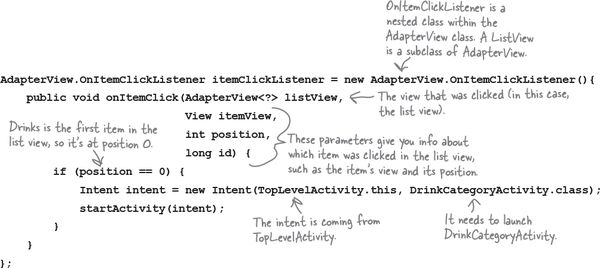 OnItemClickListener is a
nested class within the
AdapterView class. A ListView
is a subclass of AdapterView.
AdapterView.OnItemClickListener itemClickListener = new AdapterView.OnItemClickListener(){
public void onItemClick(AdapterView<?> listView,
The view that was clicked (in this case,
the list view).
View itemView,
int position,
long id) {
Drinks is the first item in the
list view, so it's at position 0.
These parameters give you info about
which item was clicked in the list view,
such as the item's view and its position.
if (position == 0) {
Intent intent = new Intent(TopLevelActivity.this, DrinkCategoryActivity.class);
startActivity(intent);
The intent is coming from
TopLevelActivity.
It needs to launch
DrinkCategoryActivity.
}
}
};